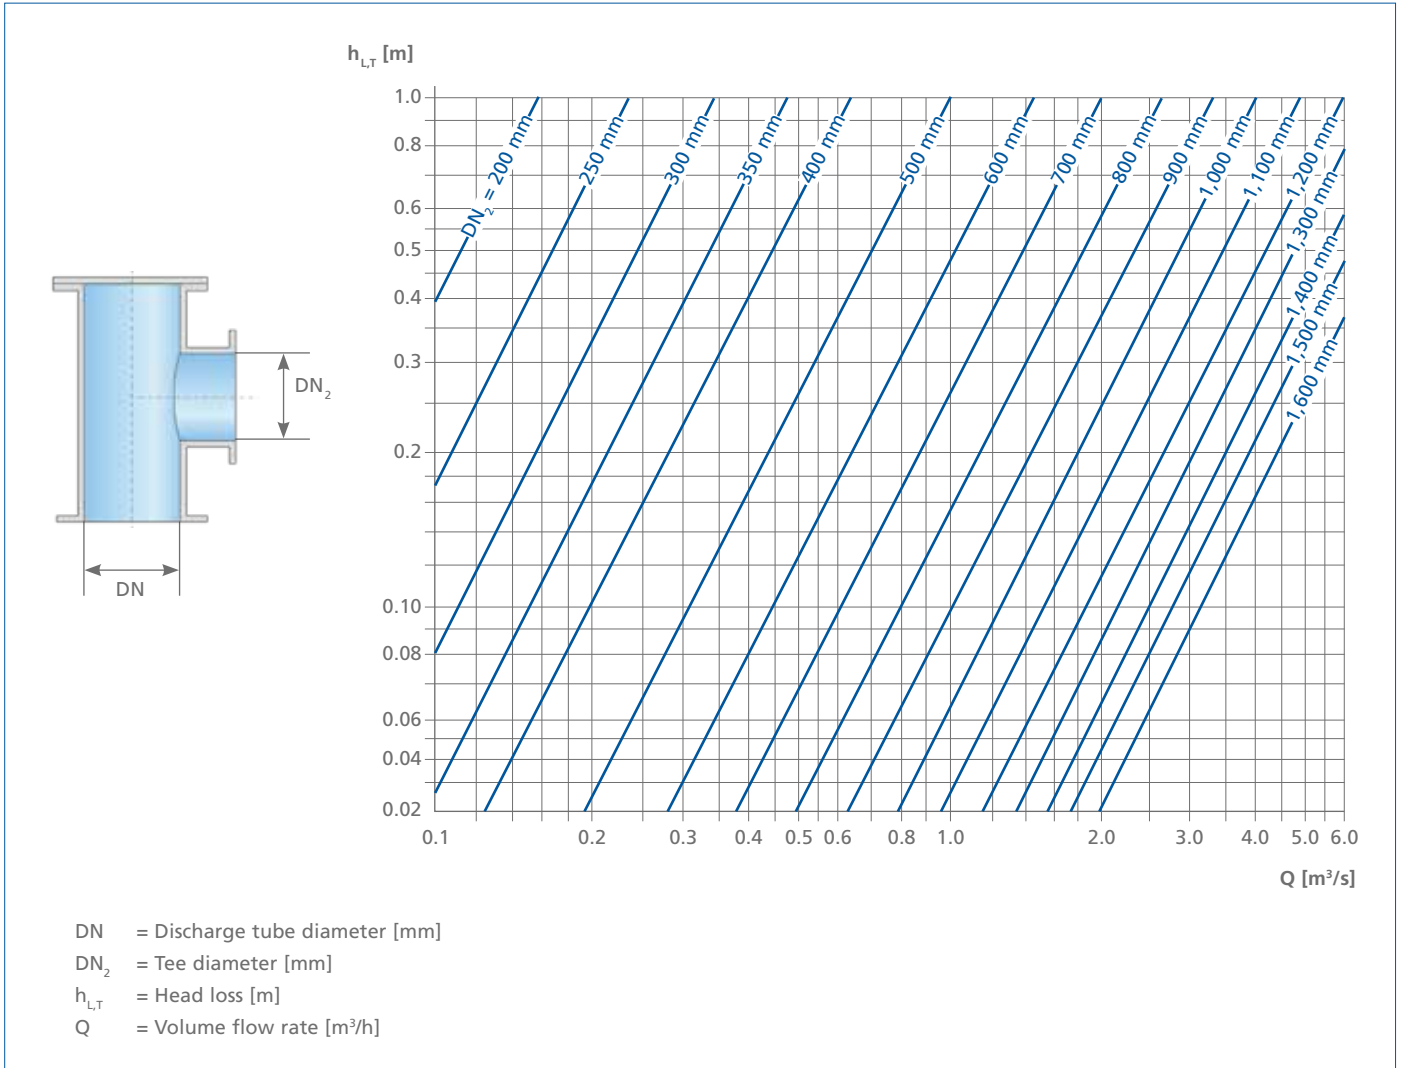 h L,T [m]
1.0
0.8
0.6
0.5
0.4
0.3
0.2
0.10
0.08
0.06
0.04
0.02
DN₂ = 200 mm
250 mm
300 mm
350 mm
400 mm
500 mm
600 mm
700 mm
800 mm
900 mm
1,000 mm
1,100 mm
1,200 mm
1,300 mm
1,400 mm
1,500 mm
1,600 mm
DN₂
DN
0.1 0.2 0.3 0.4 0.5 0.6 0.8 1.0 2.0 3.0 4.0 5.0 6.0
Q [m³/s]
DN = Discharge tube diameter [mm]
DN₂ = Tee diameter [mm]
h L,T = Head loss [m]
Q = Volume flow rate [m³/h]